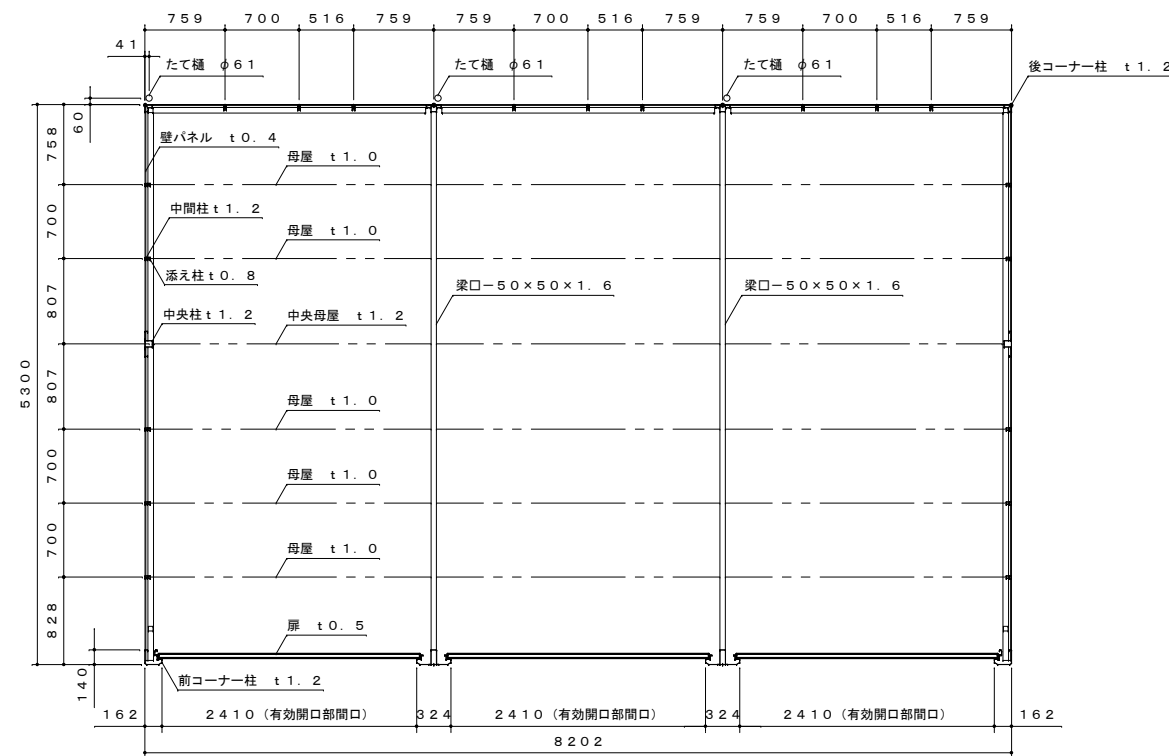 759 700 516 759 759 700 516 759 759 700 516 759
41
たて樋 φ61 たて樋 φ61 たて樋 φ61
後コーナー柱 t1.2
60
758
壁パネル t0.4
母屋 t1.0
700
中間柱t1.2
母屋 t1.0
添え柱t0.8
807
梁口−50×50×1.6 梁口−50×50×1.6
中央柱t1.2
中央母屋 t1.2
5300
807
母屋 t1.0
700
母屋 t1.0
700
母屋 t1.0
828
扉 t0.5
140
前コーナー柱 t1.2
162 2410(有効開口部間口) 324 2410(有効開口部間口) 324 2410(有効開口部間口) 162
8202